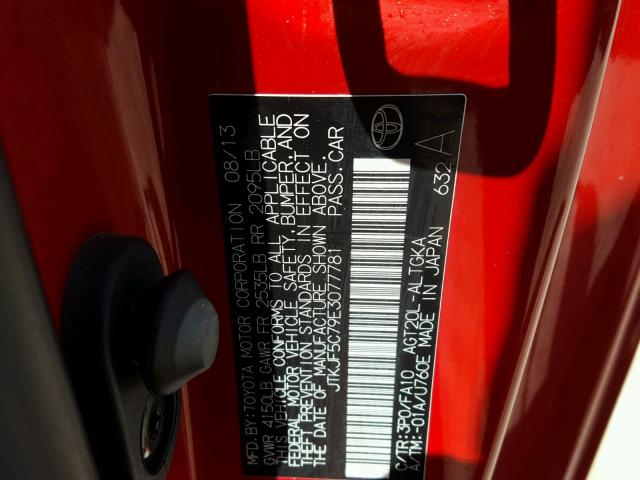 MFD.BY:TOYOTA MOTOR CORPORATION 08/13
GVWR 4150LB GAWR FR 2535LB RR 2095LB
THIS VEHICLE CONFORMS TO ALL APPLICABLE
FEDERAL MOTOR VEHICLE SAFETY, BUMPER, AND
THEFT PREVENTION STANDARDS IN EFFECT ON
THE DATE OF MANUFACTURE SHOWN ABOVE.
JTKJF5C79E3077781 PASS.CAR
C/TR:3P0/FA10 AGT20L-ALTGKA 632 A
A/TM:-01A/U760E MADE IN JAPAN